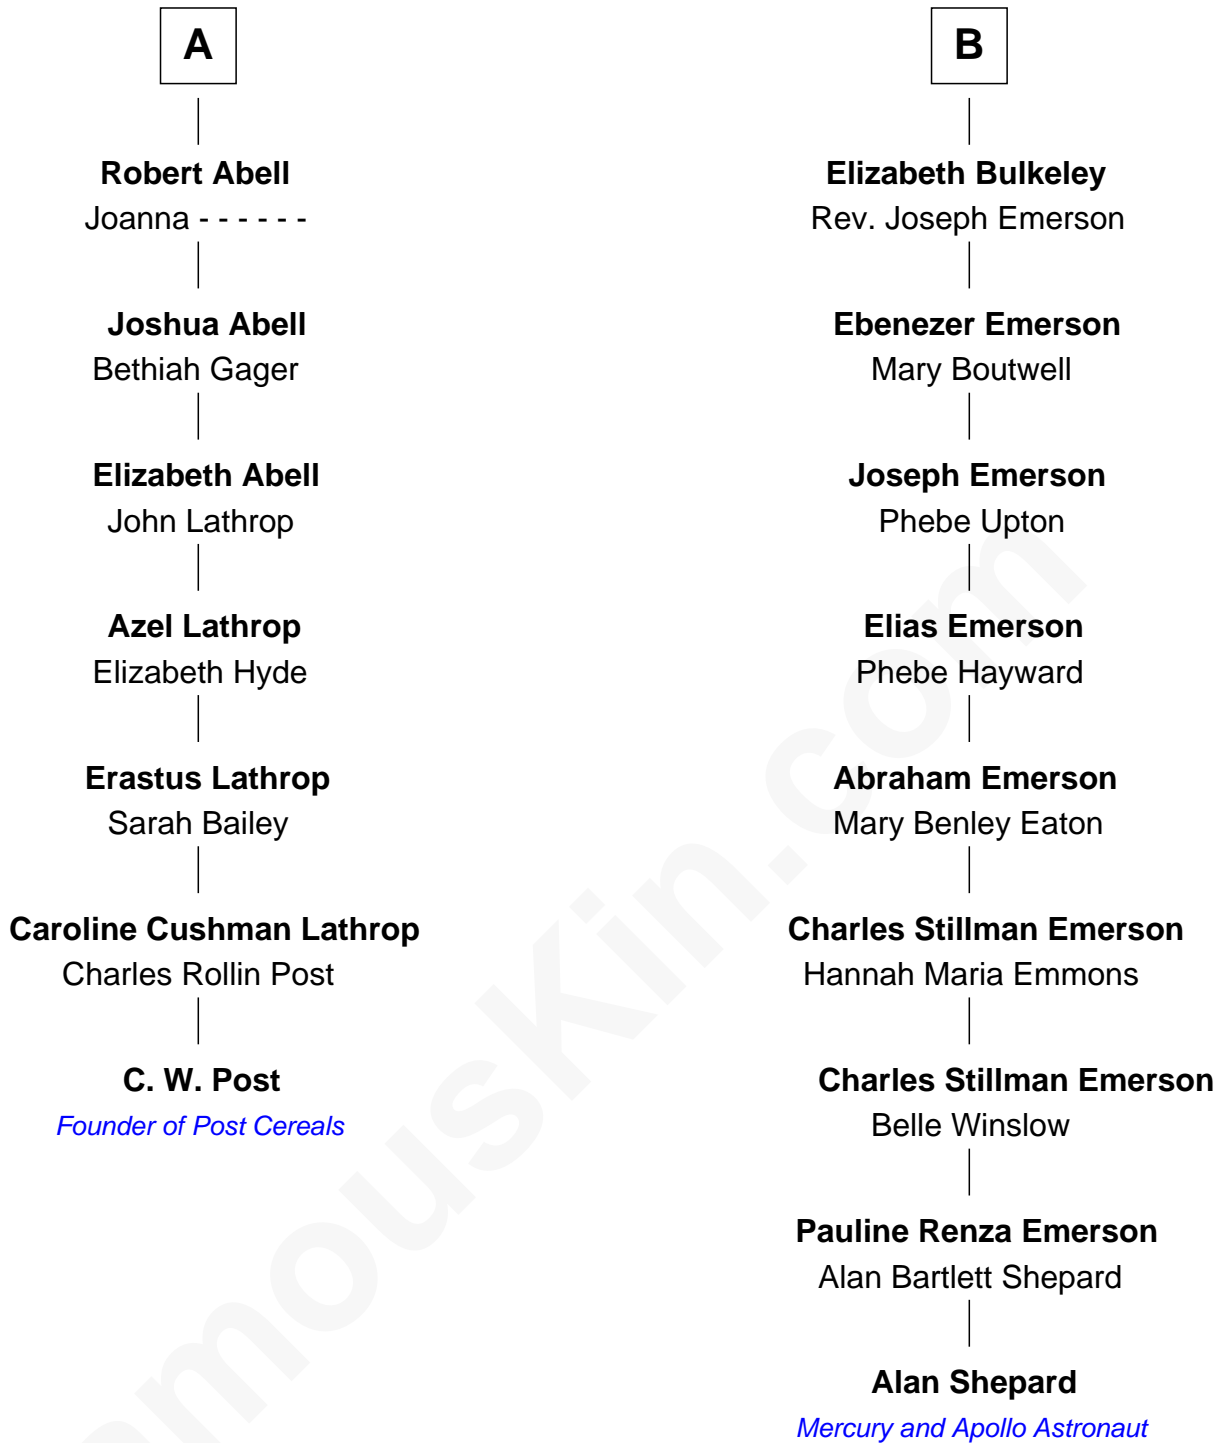 A
Robert Abell
Joanna - - - - - -
Joshua Abell
Bethiah Gager
Elizabeth Abell
John Lathrop
Azel Lathrop
Elizabeth Hyde
Erastus Lathrop
Sarah Bailey
Caroline Cushman Lathrop
Charles Rollin Post
C. W. Post
Founder of Post Cereals
B
Elizabeth Bulkeley
Rev. Joseph Emerson
Ebenezer Emerson
Mary Boutwell
Joseph Emerson
Phebe Upton
Elias Emerson
Phebe Hayward
Abraham Emerson
Mary Benley Eaton
Charles Stillman Emerson
Hannah Maria Emmons
Charles Stillman Emerson
Belle Winslow
Pauline Renza Emerson
Alan Bartlett Shepard
Alan Shepard
Mercury and Apollo Astronaut
amouskin.com